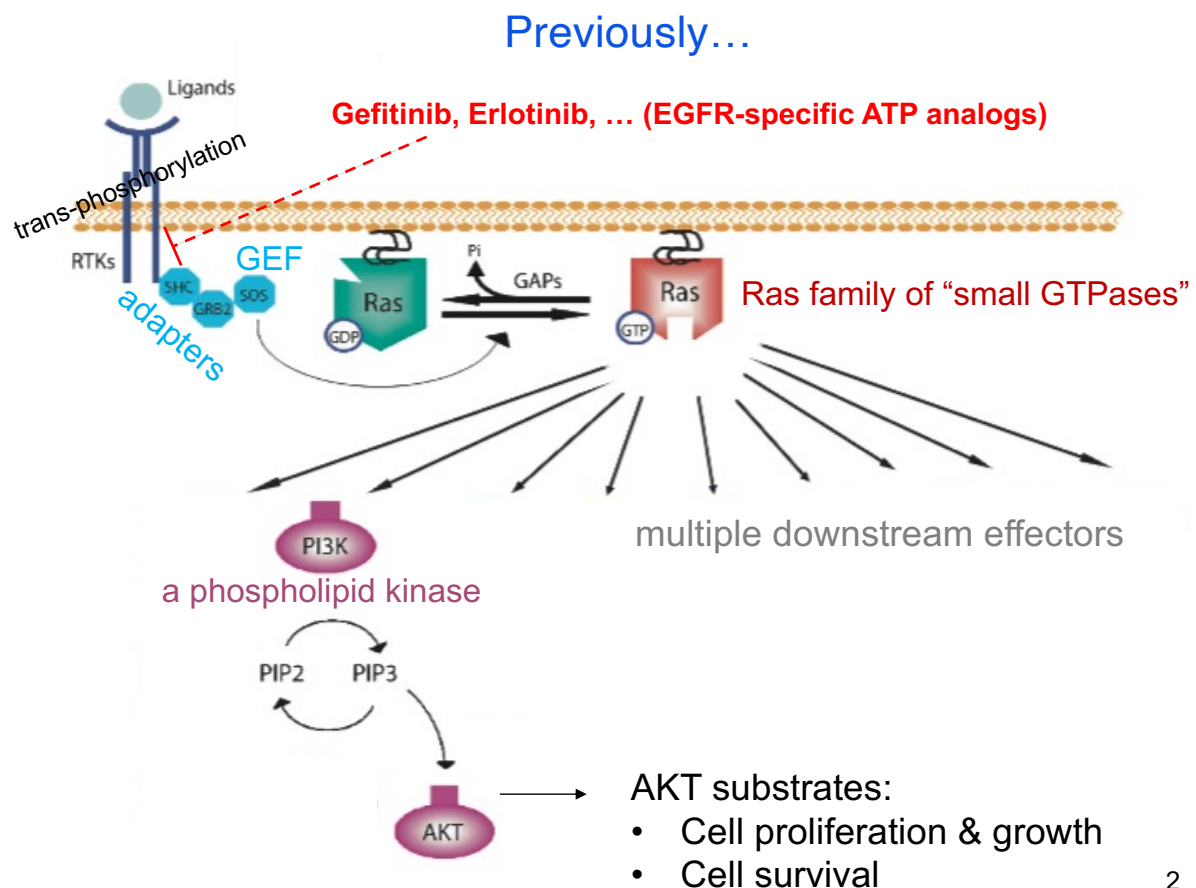 Previously…
Ligands
Gefitinib, Erlotinib, … (EGFR-specific ATP analogs)
trans-phosphorylation
RTKs
SHC
GRB2
SOS
GEF
adapters
Ras
GDP
Pi
GAPs
Ras
GTP
Ras family of “small GTPases”
multiple downstream effectors
PI3K
a phospholipid kinase
PIP2
PIP3
AKT
AKT substrates:
• Cell proliferation & growth
• Cell survival
2